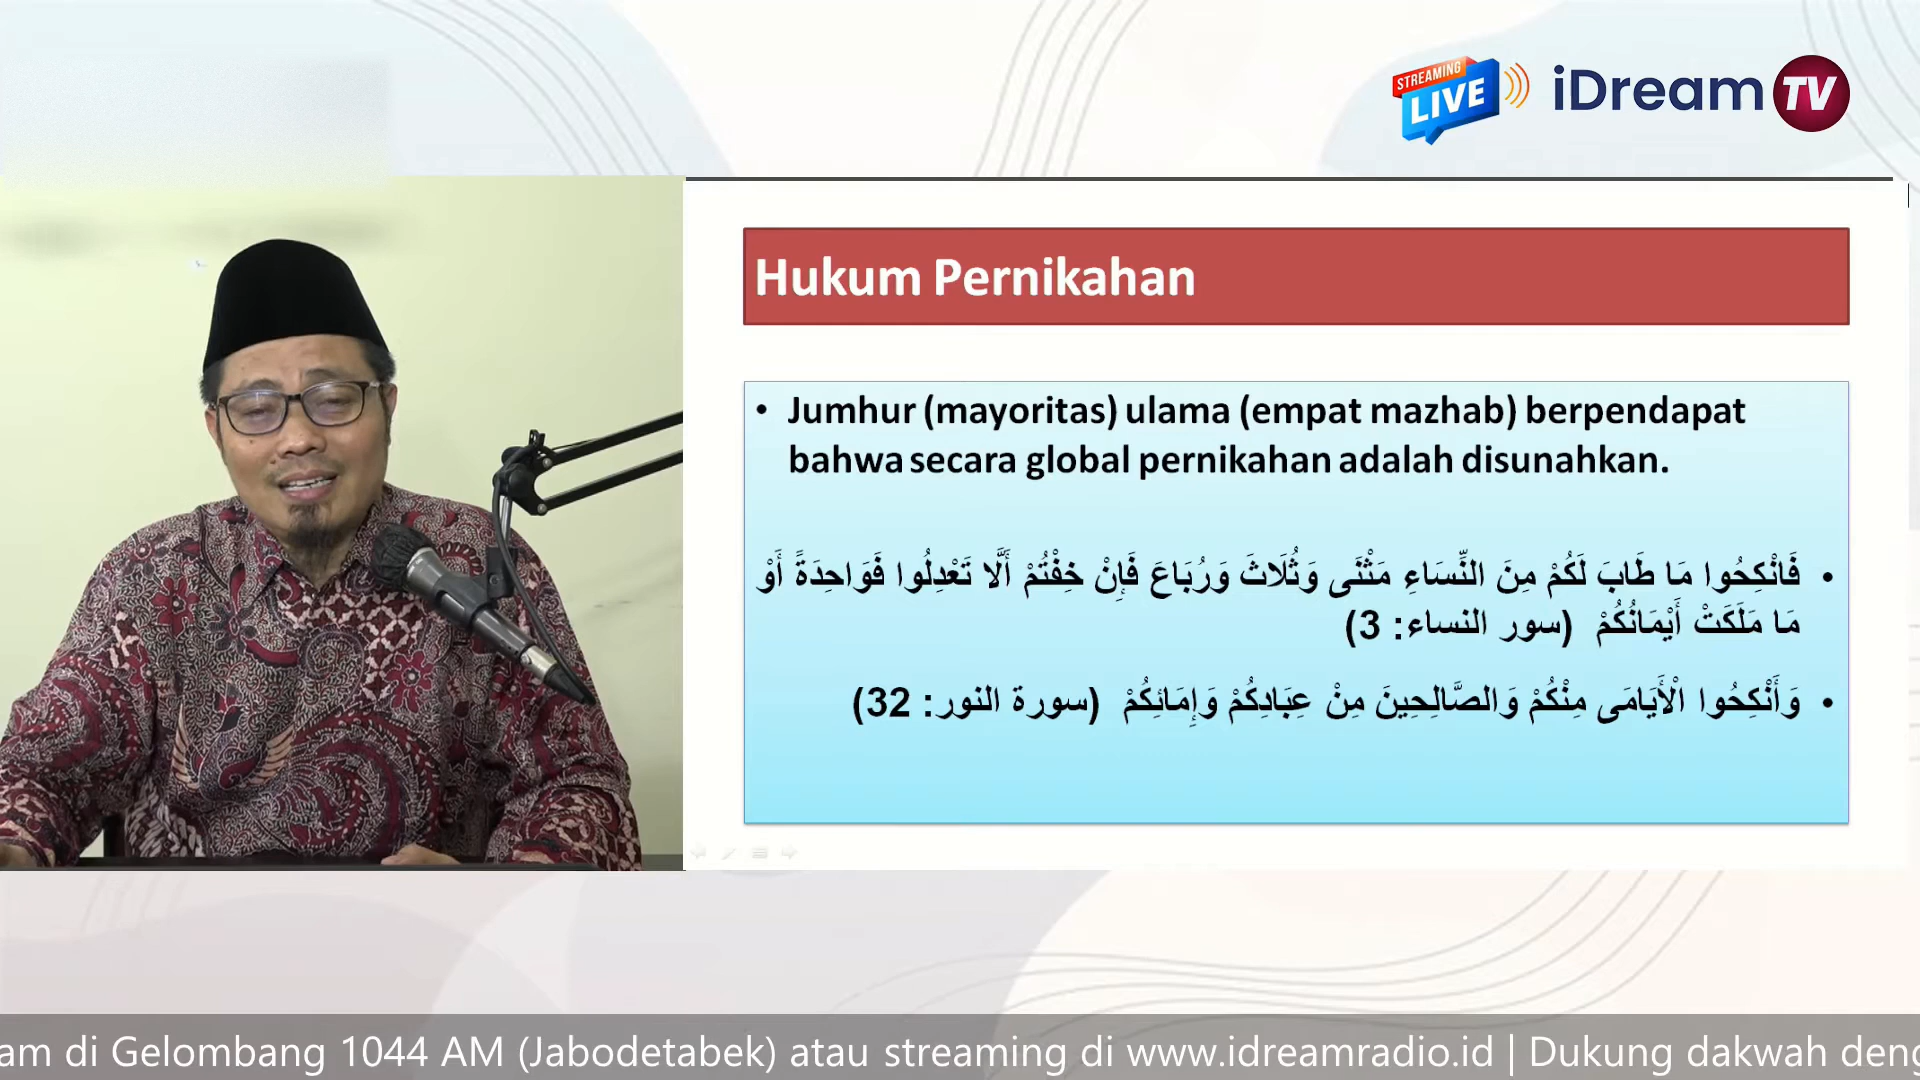 STREAMING
LIVE
iDream TV
Hukum Pernikahan
• Jumhur (mayoritas) ulama (empat mazhab) berpendapat
bahwa secara global pernikahan adalah disunahkan.
• فَانْكِحُوا مَا طَابَ لَكُمْ مِنَ النِّسَاءِ مَثْنَى وَثُلَاثَ وَرُبَاعَ فَإِنْ خِفْتُمْ أَلَّا تَعْدِلُوا فَوَاحِدَةً أَوْ
مَا مَلَكَتْ أَيْمَانُكُمْ (سور النساء: 3)
• وَأَنْكِحُوا الْأَيَامَى مِنْكُمْ وَالصَّالِحِينَ مِنْ عِبَادِكُمْ وَإِمَائِكُمْ (سورة النور: 32)
am di Gelombang 1044 AM (Jabodetabek) atau streaming di www.idreamradio.id | Dukung dakwah deng